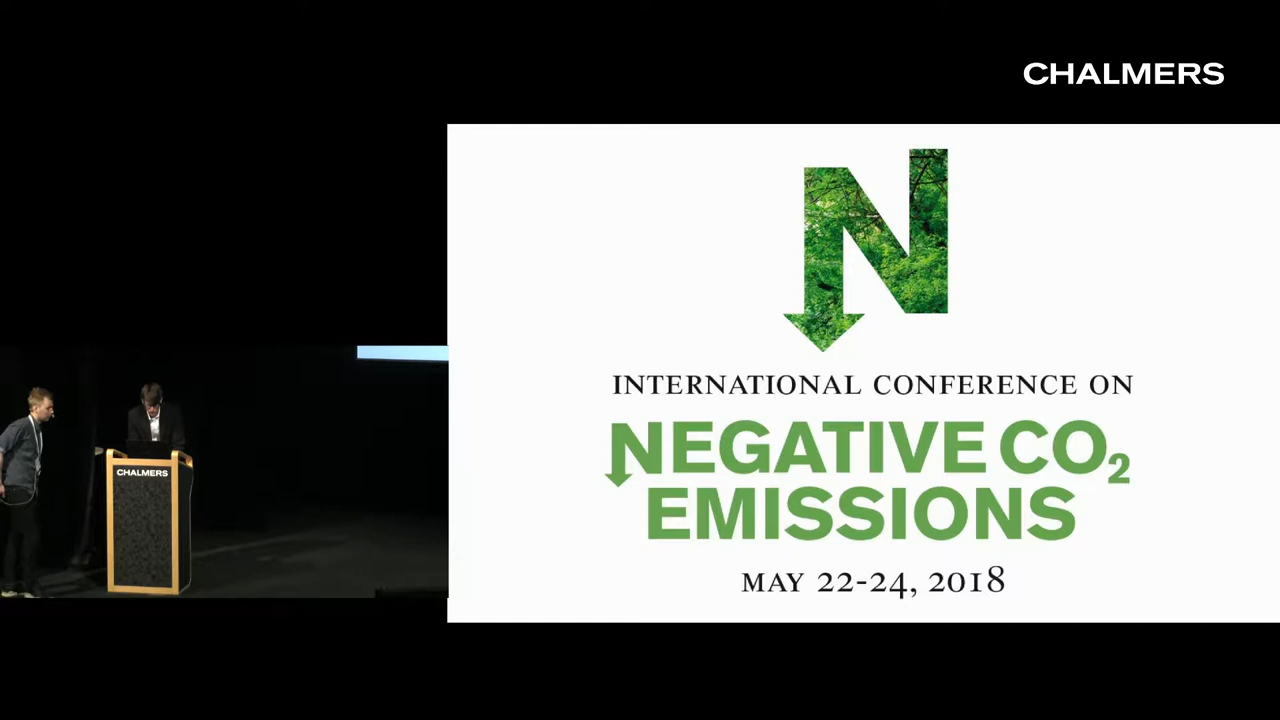 CHALMERS
INTERNATIONAL CONFERENCE ON
NEGATIVE CO₂
EMISSIONS
MAY 22-24, 2018
CHALMERS